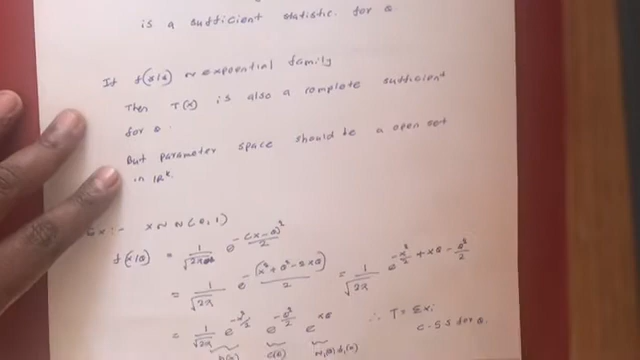 is a sufficient statistic. for θ
If f(x|θ) ~ expoential family
Then T(x) is also a complete sufficient
for θ.
But parameter space should be a open set
in ℝᵏ.
Ex:- X ~ N(θ, 1)
f(x|θ) = 1/√2π e^{-(x-θ)²/2}
= 1/√2π e^{-(x²+θ²-2xθ)/2} = 1/√2π e^{-x²/2 + xθ - θ²/2}
= 1/√2π e^{-x²/2} e^{-θ²/2} e^{xθ} ∴ T = Σxi
h(x) c(θ) w₁(θ)t₁(x) C.S.S for θ.